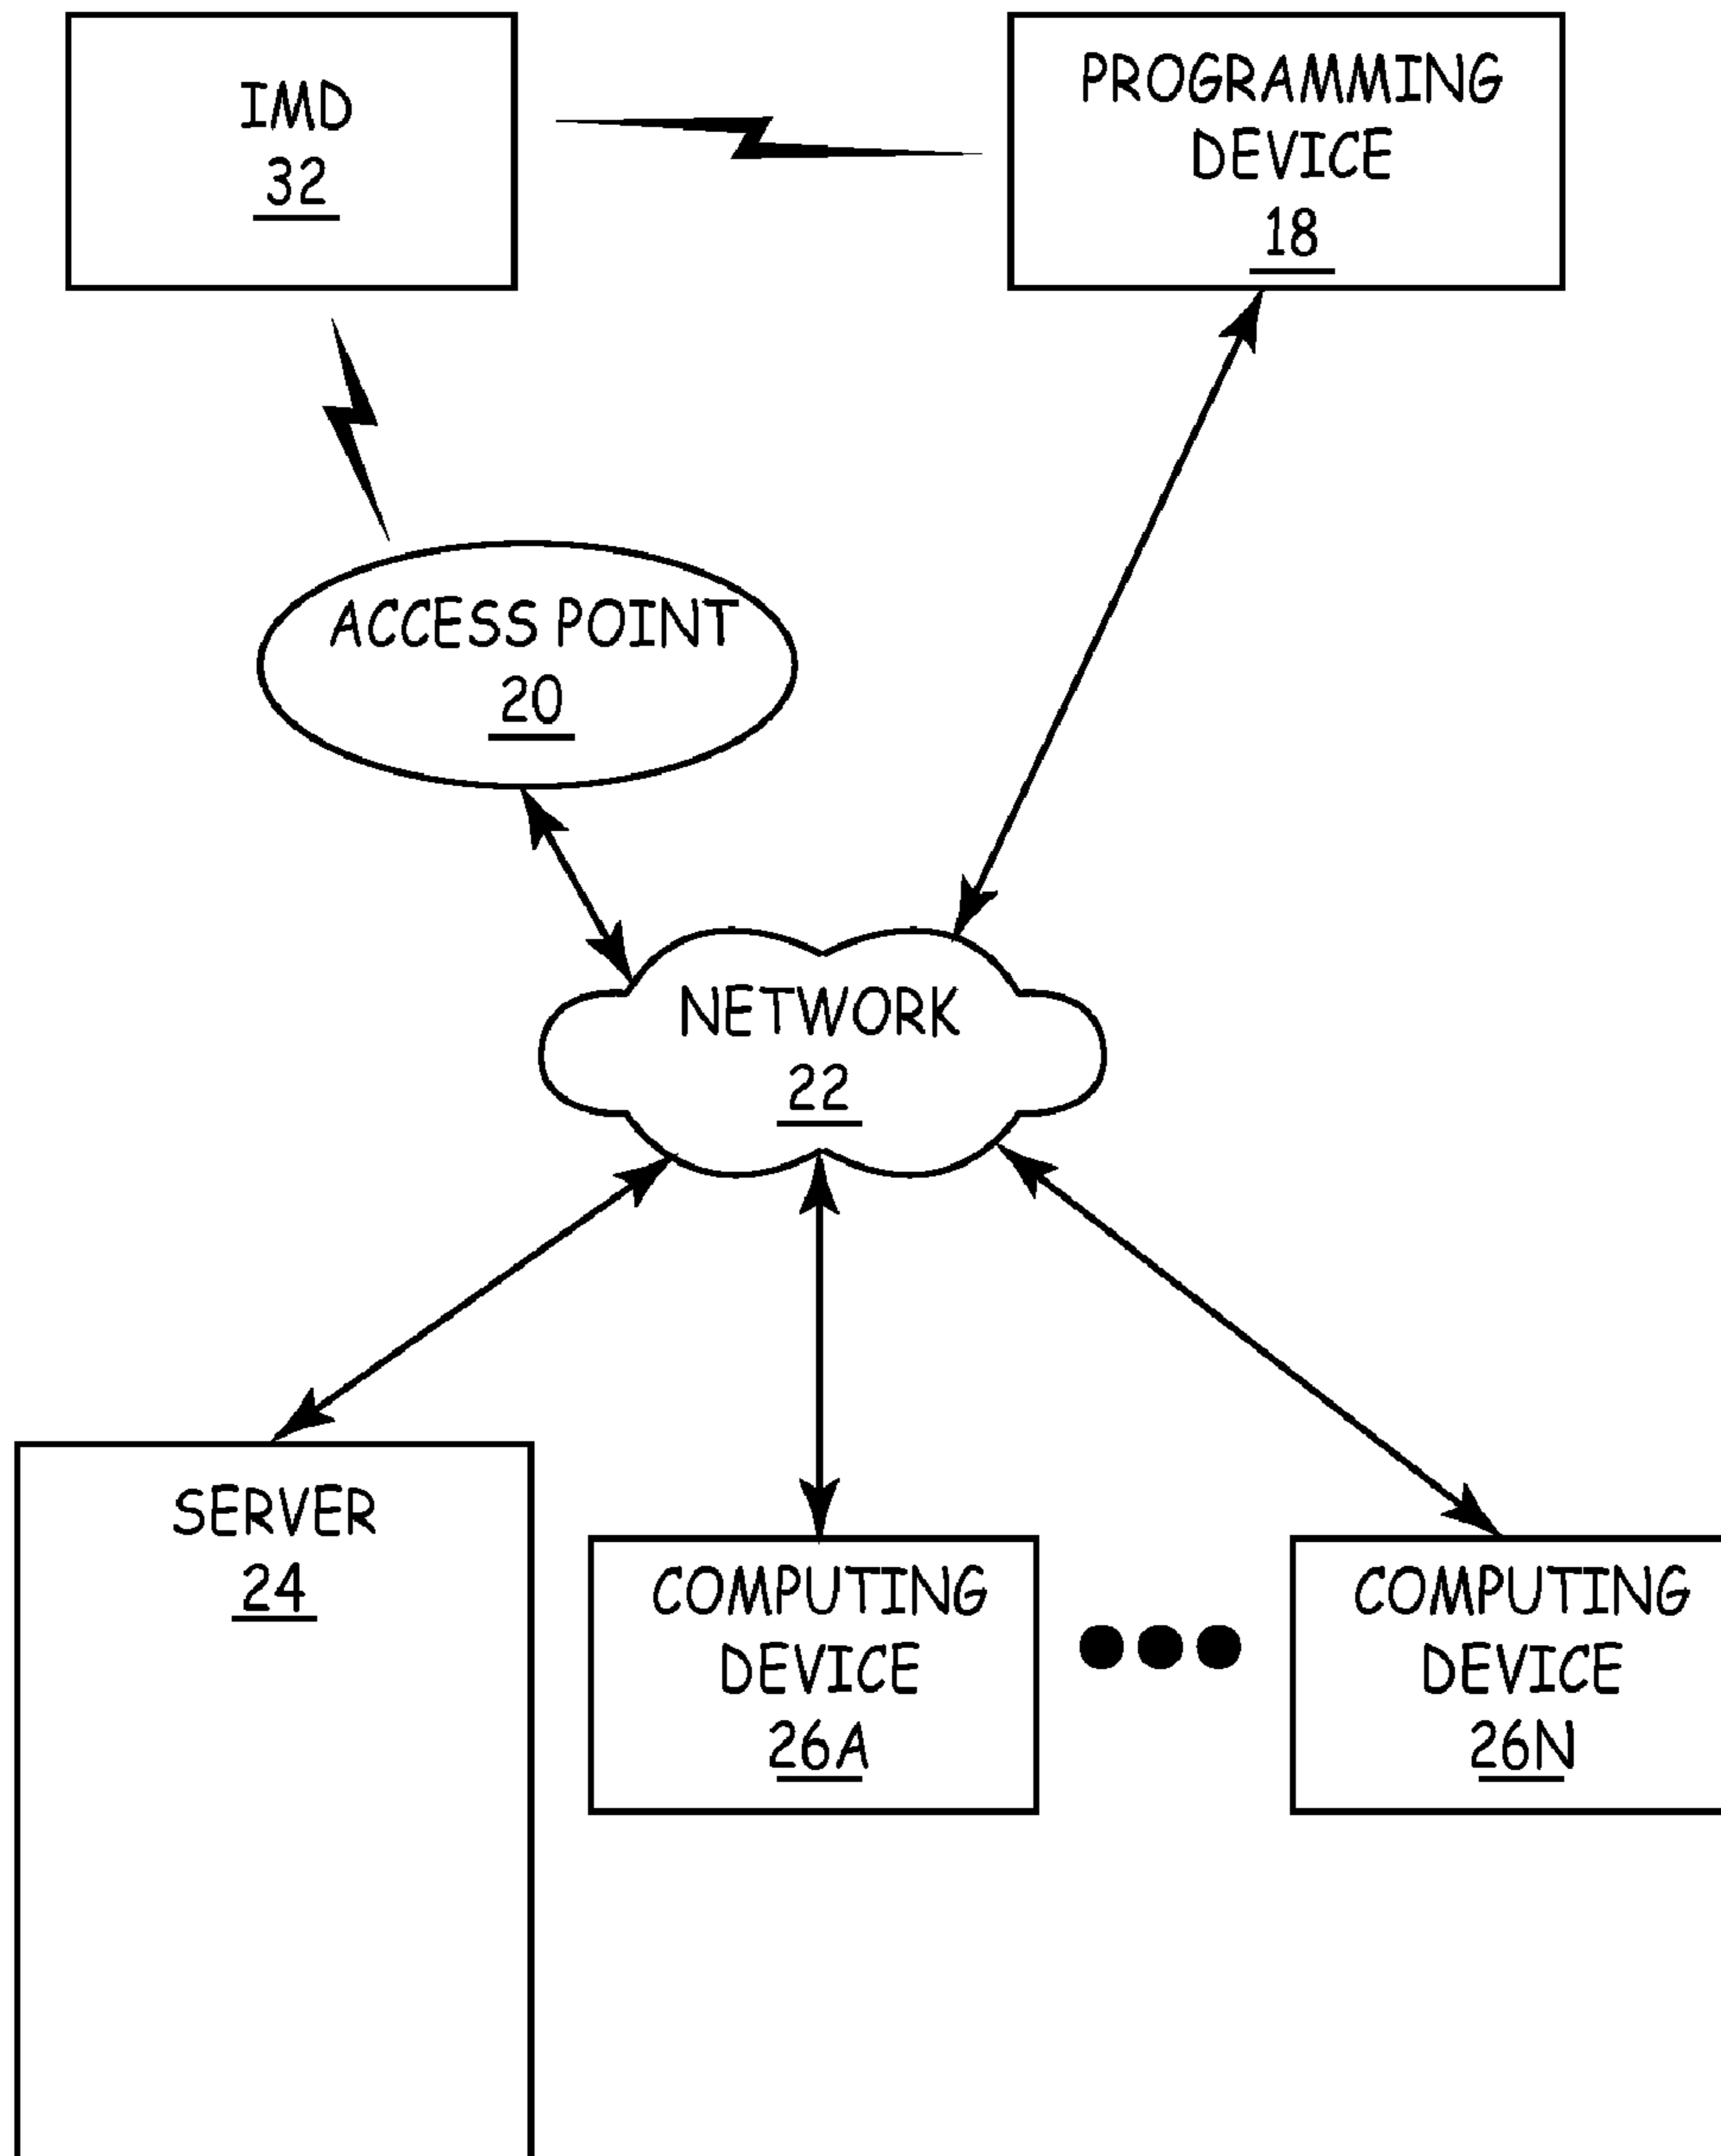 IMD
32
PROGRAMMING
DEVICE
18
ACCESS POINT
20
NETWORK
22
SERVER
24
COMPUTING
DEVICE
26A
COMPUTING
DEVICE
26N